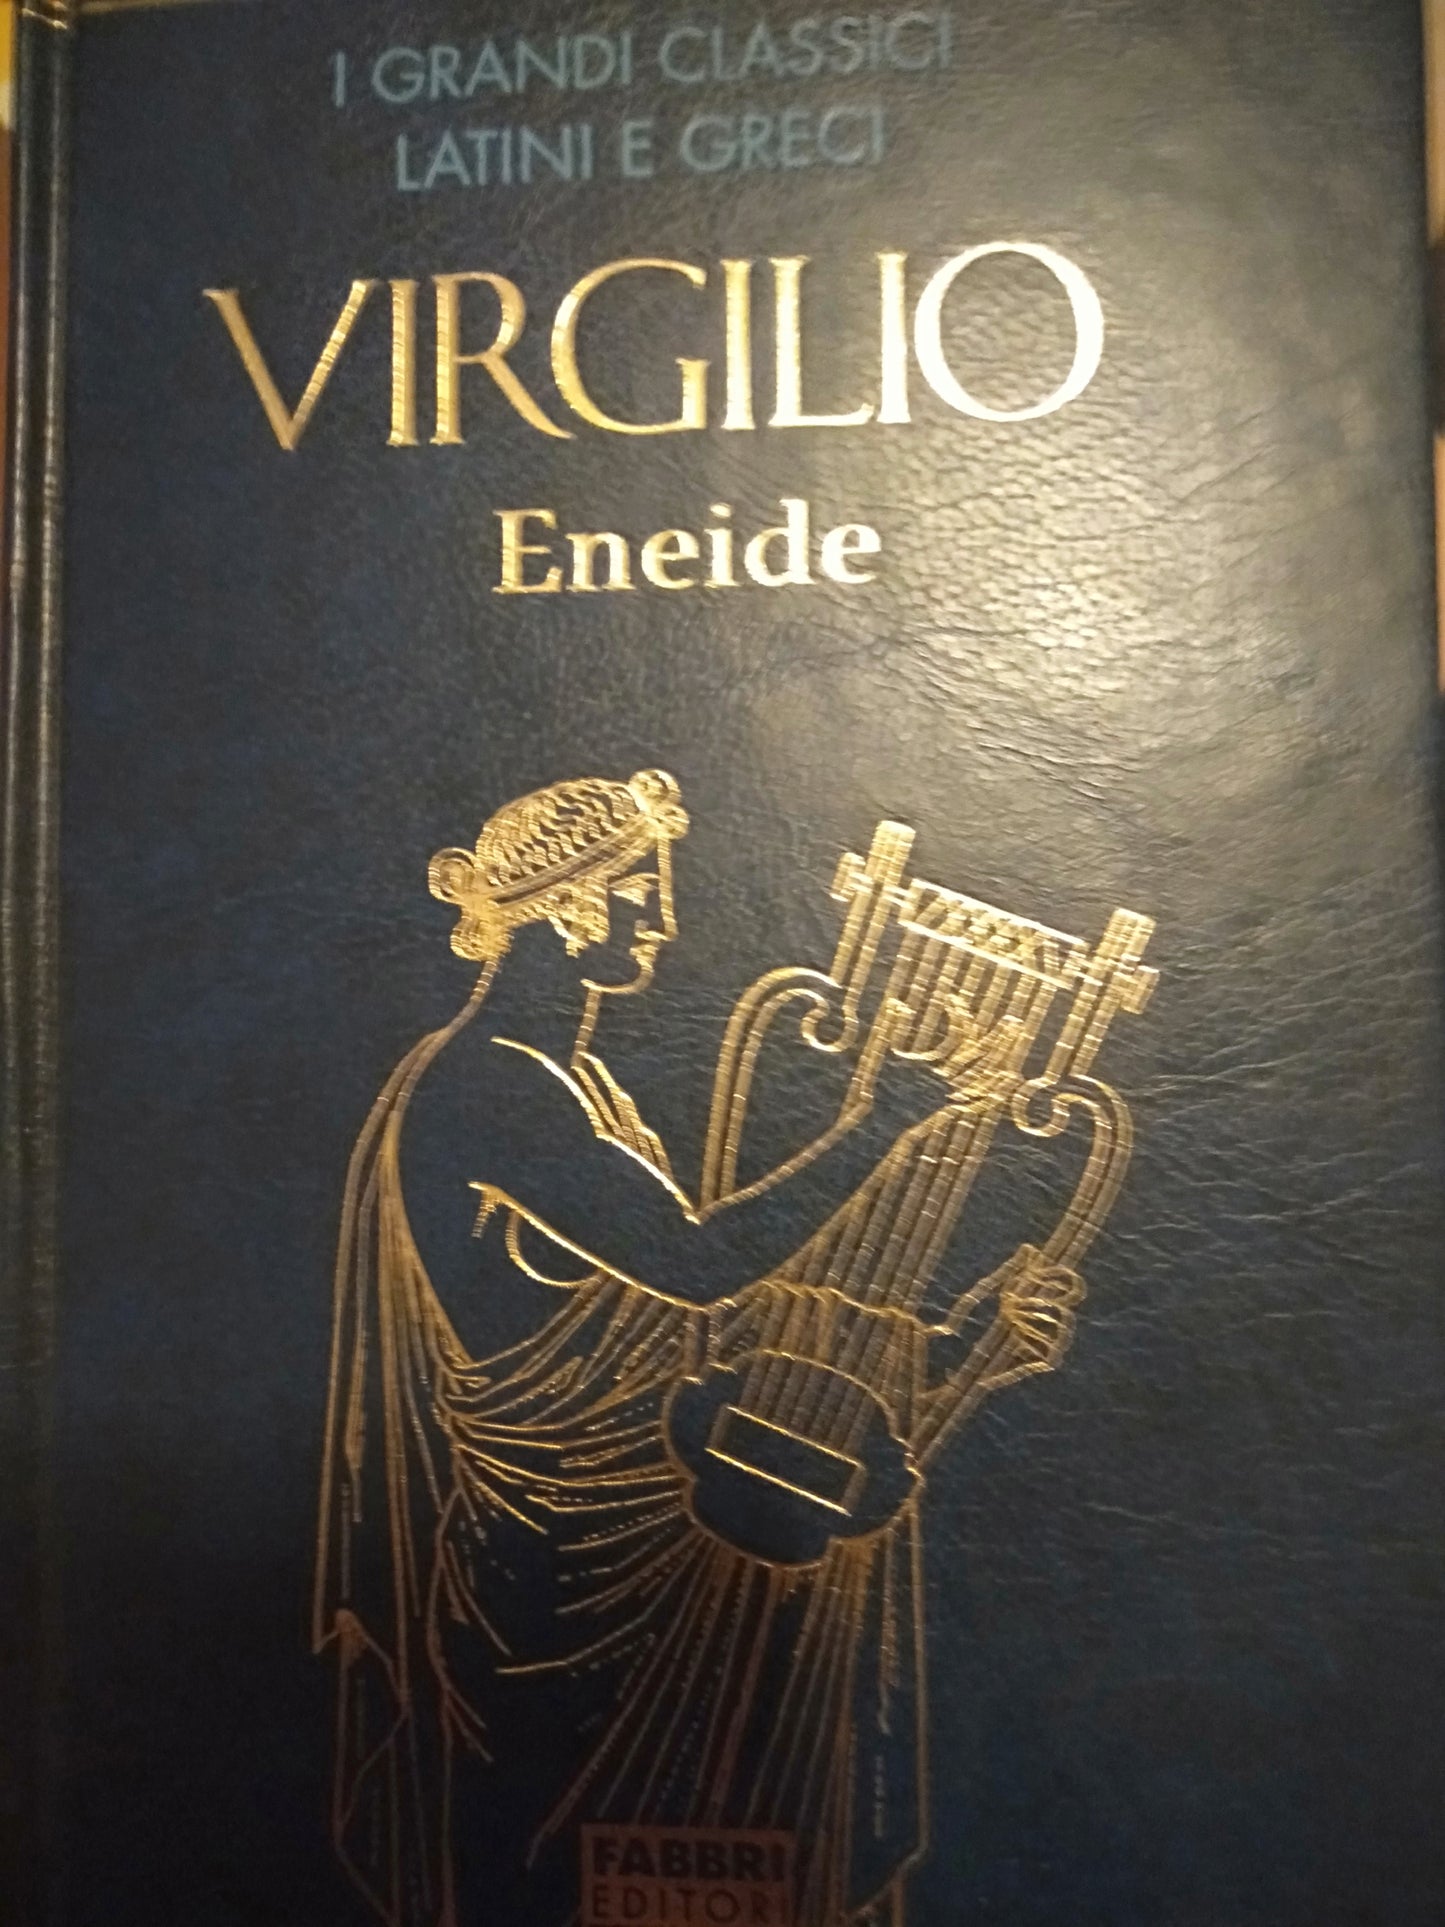 I GRANDI CLASSICI
LATINI E GRECI
VIRGILIO
Eneide
FABBRI
EDITORI